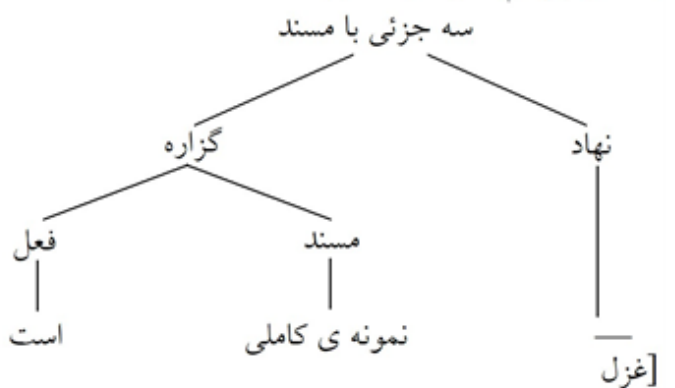 سه جزئی با مسند
نهاد گزاره
مسند فعل
— نمونه ی کاملی است
[غزل